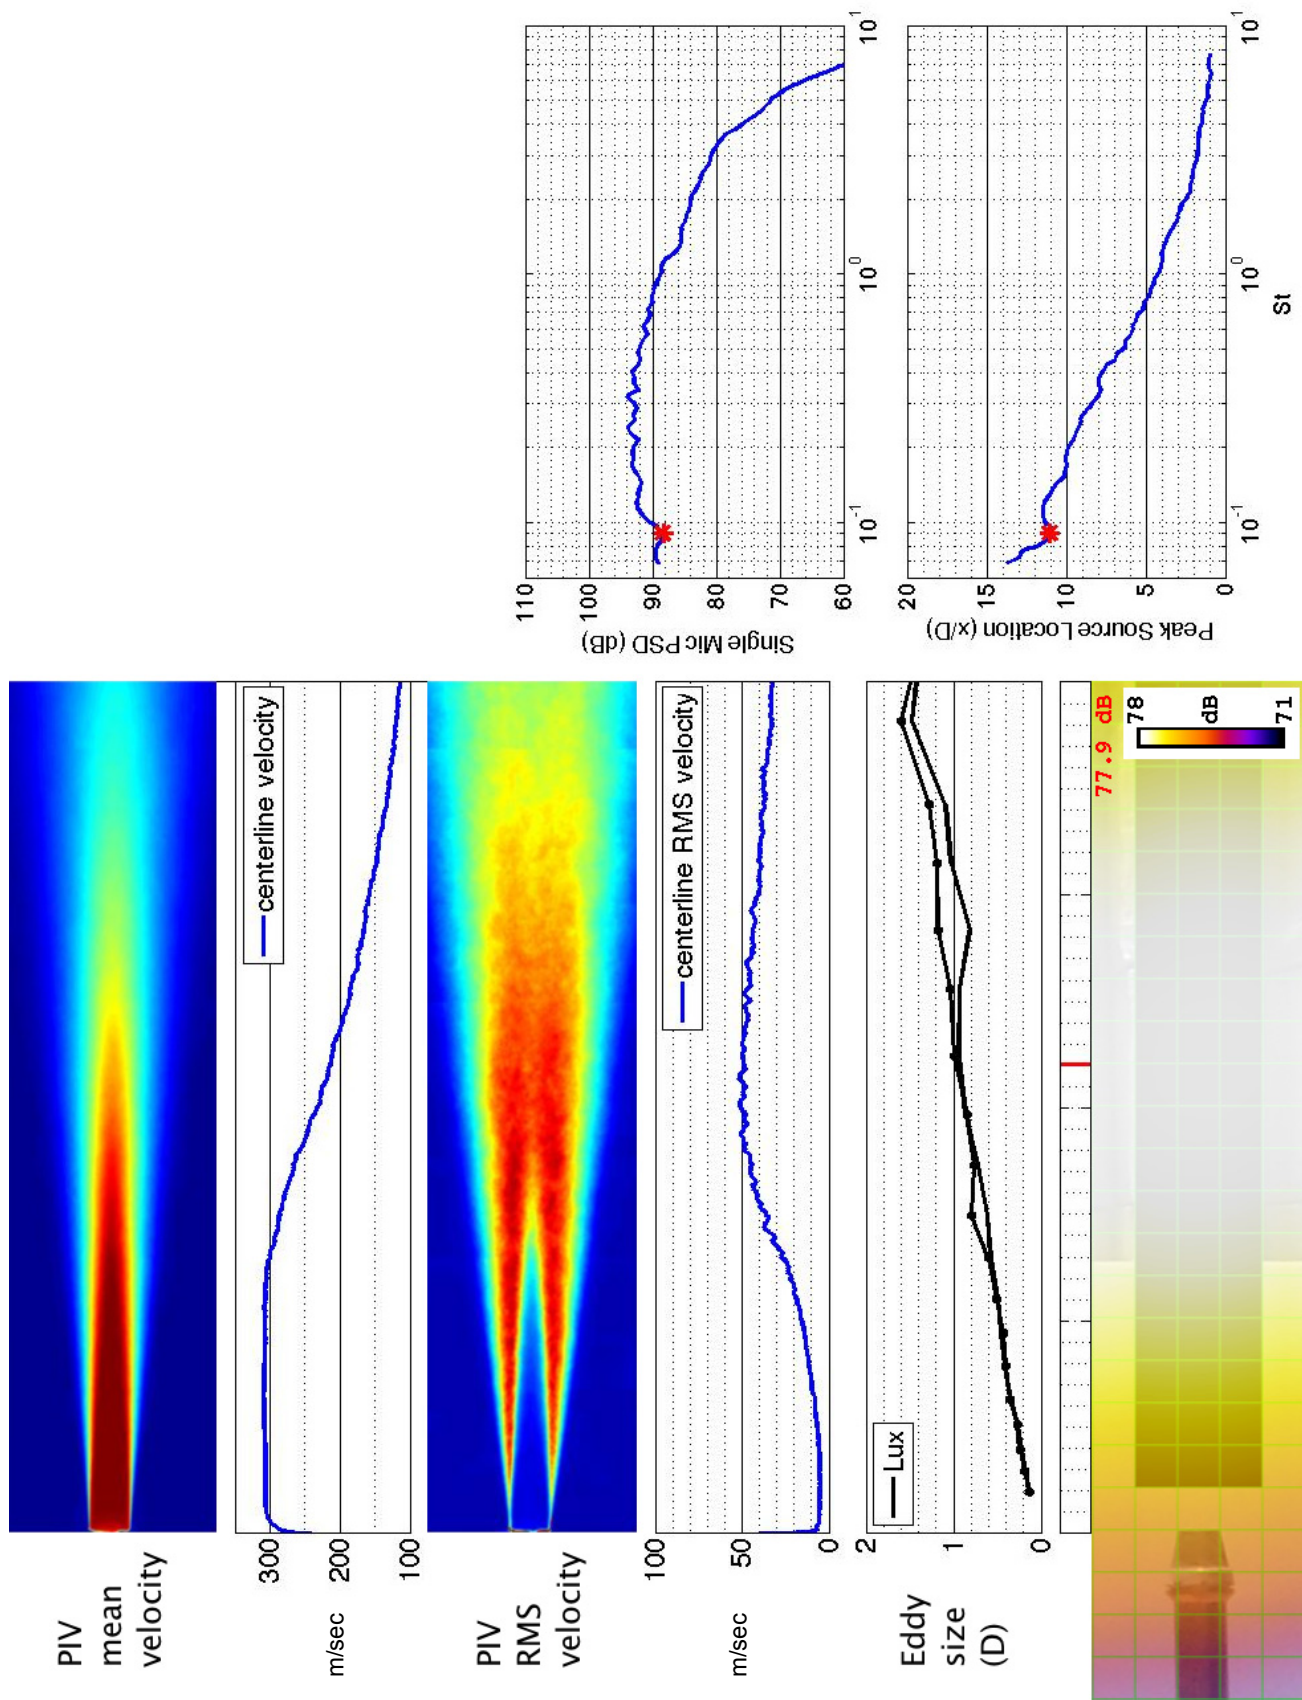 PIV
mean
velocity
300
200
100
m/sec
centerline velocity
PIV
RMS
velocity
100
50
0
m/sec
centerline RMS velocity
Eddy
size
(D)
2
1
0
Lux
77.9 dB
78
dB
71
110
100
90
80
70
60
Single Mic PSD (dB)
10-1
100
101
20
15
10
5
0
Peak Source Location (x/D)
10-1
100
101
St